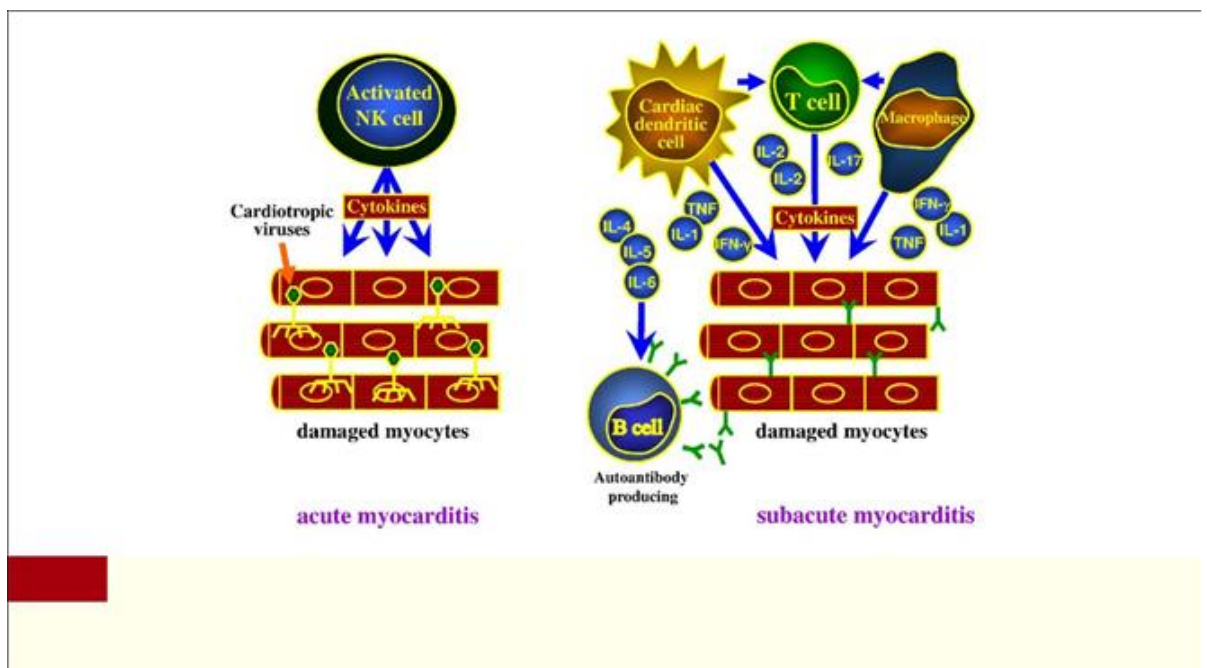 Activated
NK cell
Cytokines
Cardiotropic
viruses
damaged myocytes
acute myocarditis
Cardiac
dendritic
cell
T cell
Macrophage
IL-2
IL-2
IL-17
TNF
IL-1
IFN-γ
Cytokines
IFN-γ
IL-1
TNF
IL-4
IL-5
IL-6
B cell
Autoantibody
producing
damaged myocytes
subacute myocarditis